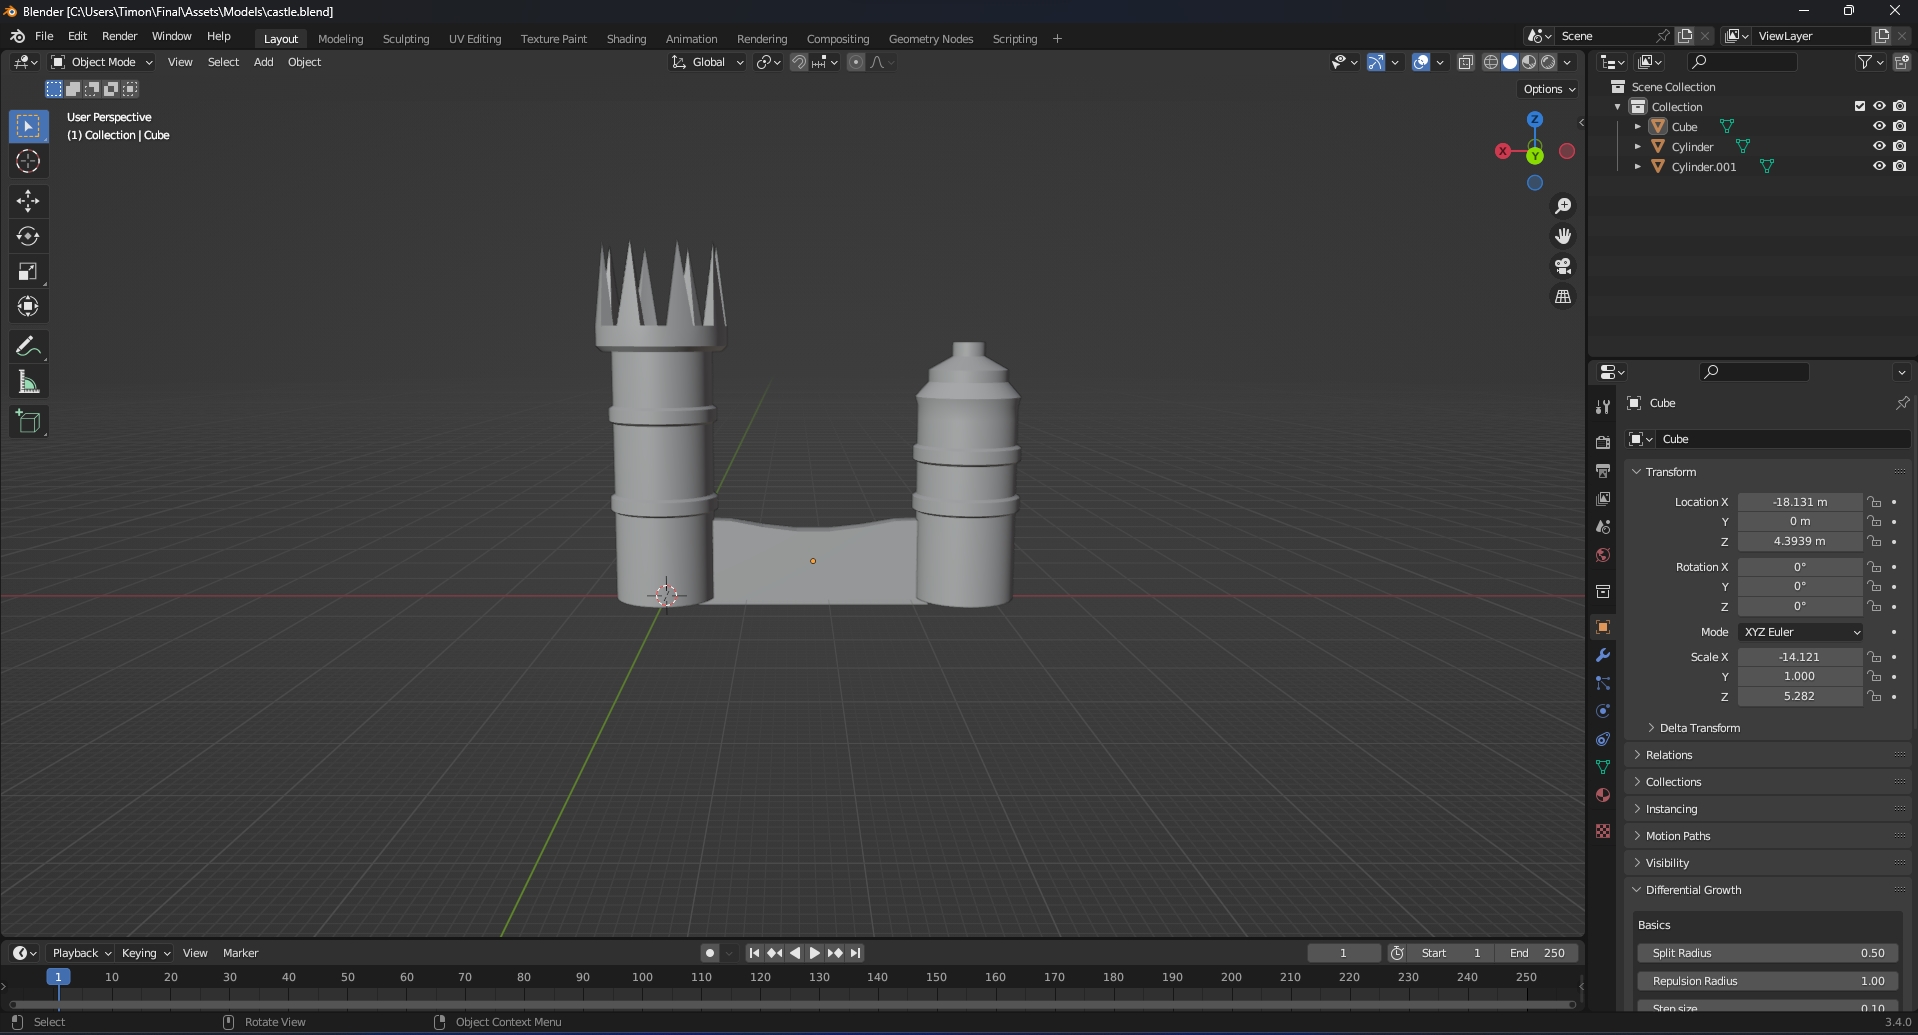 Blender [C:\Users\Timon\Final\Assets\Models\castle.blend]
File Edit Render Window Help Layout Modeling Sculpting UV Editing Texture Paint Shading Animation Rendering Compositing Geometry Nodes Scripting + Scene ViewLayer
Object Mode View Select Add Object Global
Options
User Perspective
(1) Collection | Cube
Z
X
Y
Scene Collection
Collection
Cube
Cylinder
Cylinder.001
Cube
Cube
Transform
Location X -18.131 m
Y 0 m
Z 4.3939 m
Rotation X 0°
Y 0°
Z 0°
Mode XYZ Euler
Scale X -14.121
Y 1.000
Z 5.282
Delta Transform
Relations
Collections
Instancing
Motion Paths
Visibility
Differential Growth
Basics
Split Radius 0.50
Repulsion Radius 1.00
Step size 0.10
Playback Keying View Marker 1 Start 1 End 250
1 10 20 30 40 50 60 70 80 90 100 110 120 130 140 150 160 170 180 190 200 210 220 230 240 250
Select Rotate View Object Context Menu 3.4.0